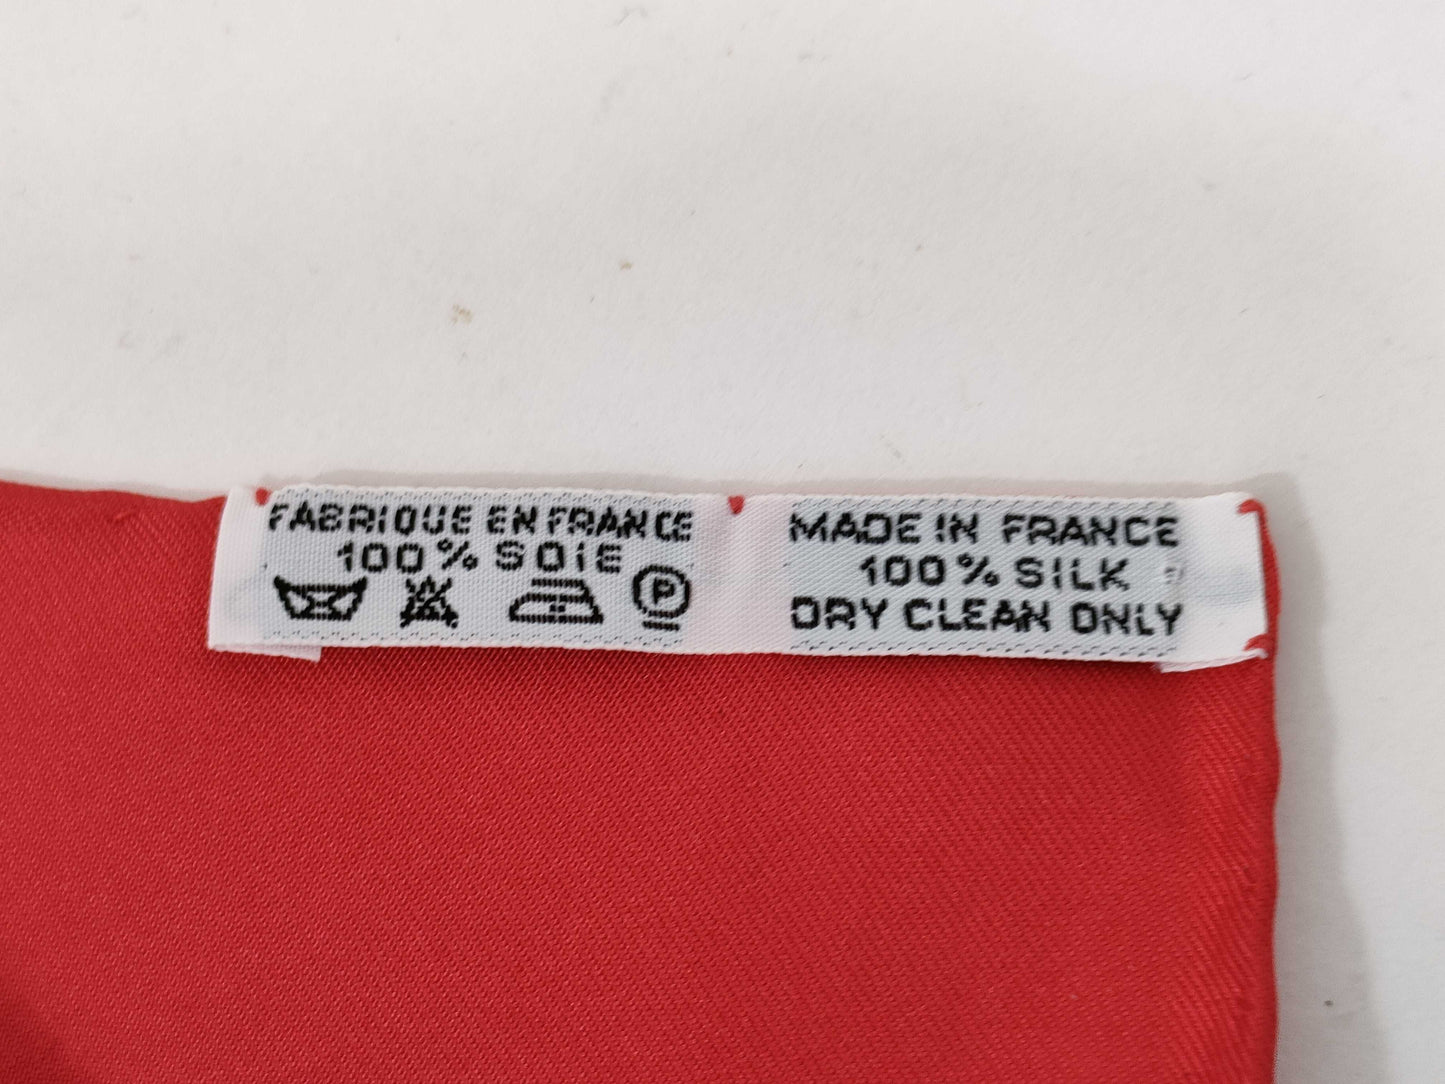 FABRIQUE EN FRANCE
100% SOiE
P
MADE IN FRANCE
100% SILK
DRY CLEAN ONLY